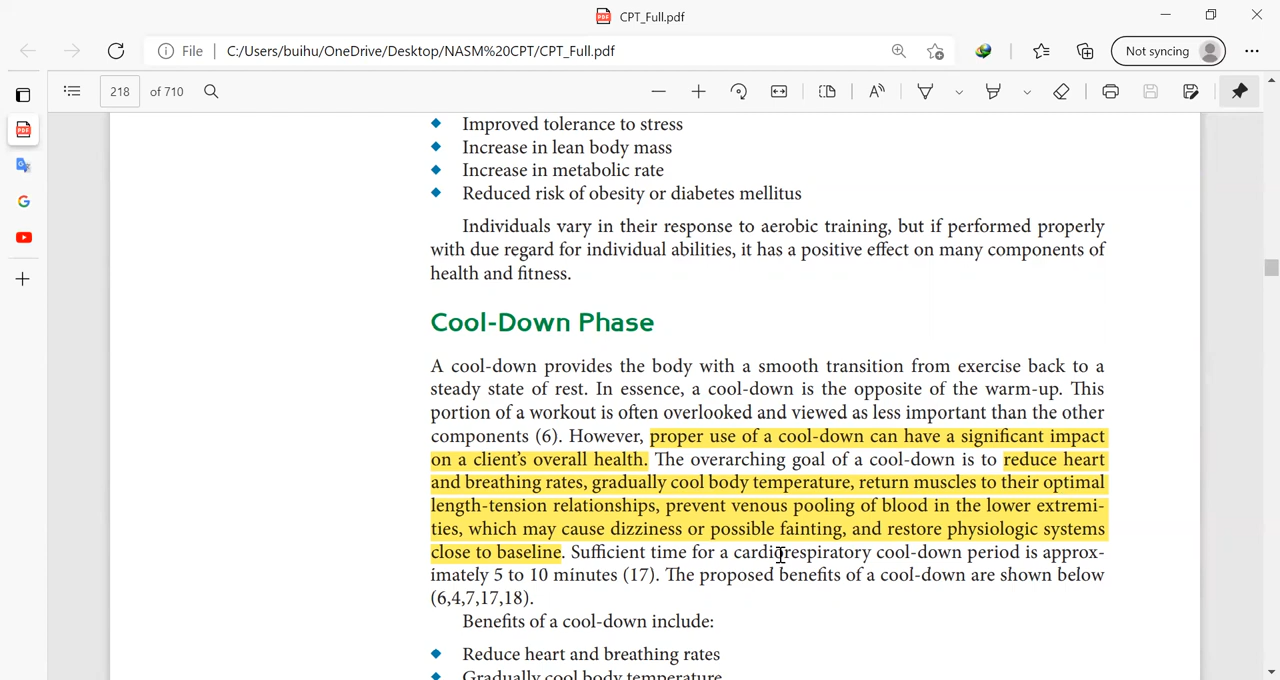 CPT_Full.pdf
File | C:/Users/buihu/OneDrive/Desktop/NASM%20CPT/CPT_Full.pdf
Not syncing
218 of 710
Improved tolerance to stress
Increase in lean body mass
Increase in metabolic rate
Reduced risk of obesity or diabetes mellitus
Individuals vary in their response to aerobic training, but if performed properly
with due regard for individual abilities, it has a positive effect on many components of
health and fitness.
Cool-Down Phase
A cool-down provides the body with a smooth transition from exercise back to a
steady state of rest. In essence, a cool-down is the opposite of the warm-up. This
portion of a workout is often overlooked and viewed as less important than the other
components (6). However, proper use of a cool-down can have a significant impact
on a client's overall health. The overarching goal of a cool-down is to reduce heart
and breathing rates, gradually cool body temperature, return muscles to their optimal
length-tension relationships, prevent venous pooling of blood in the lower extremi-
ties, which may cause dizziness or possible fainting, and restore physiologic systems
close to baseline. Sufficient time for a cardiorespiratory cool-down period is approx-
imately 5 to 10 minutes (17). The proposed benefits of a cool-down are shown below
(6,4,7,17,18).
Benefits of a cool-down include:
Reduce heart and breathing rates
Gradually cool body temperature